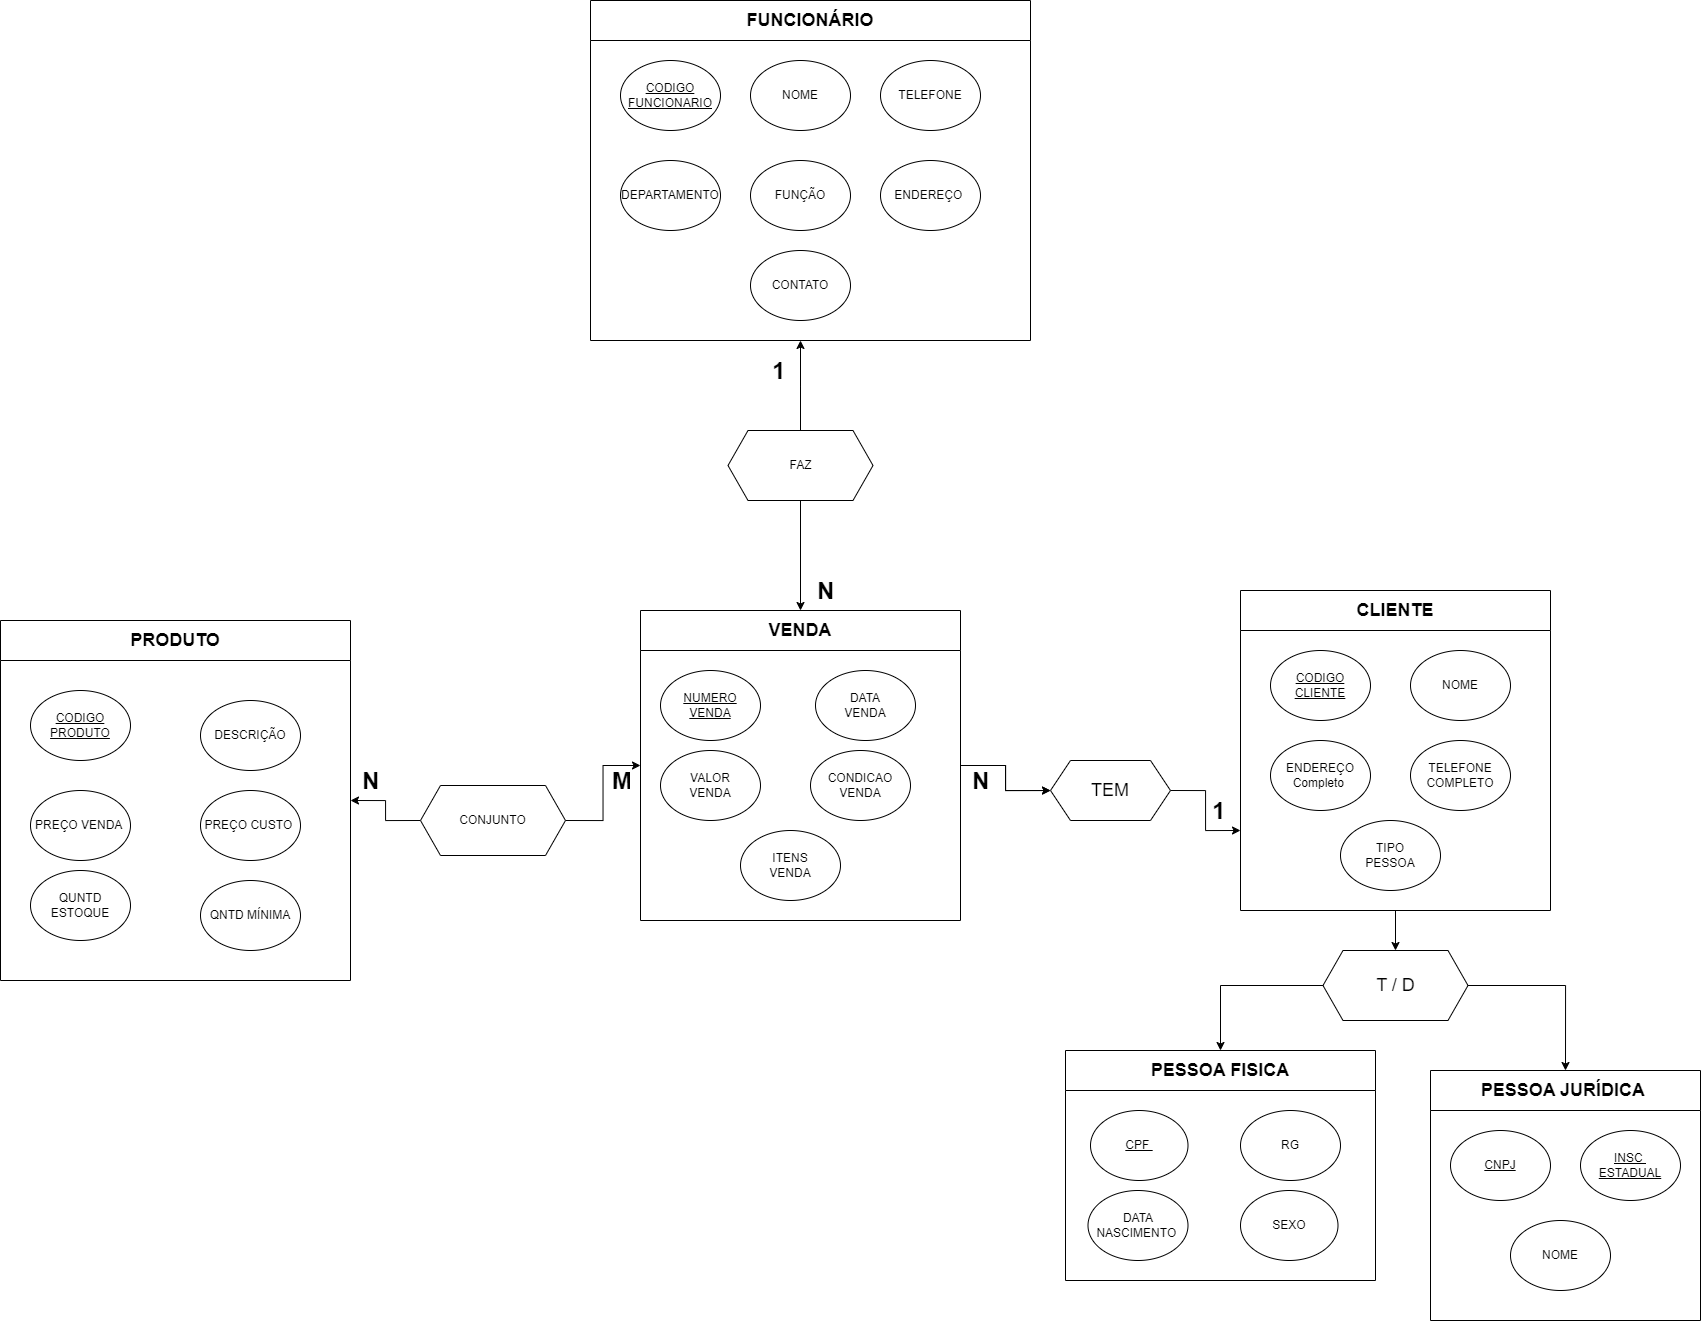 FUNCIONÁRIO
CODIGO
FUNCIONARIO
NOME
TELEFONE
DEPARTAMENTO
FUNÇÃO
ENDEREÇO
CONTATO
1
FAZ
N
PRODUTO
CODIGO
PRODUTO
DESCRIÇÃO
PREÇO VENDA
PREÇO CUSTO
QUNTD
ESTOQUE
QNTD MÍNIMA
N
CONJUNTO
M
VENDA
NUMERO
VENDA
DATA
VENDA
VALOR
VENDA
CONDICAO
VENDA
ITENS
VENDA
N
TEM
1
CLIENTE
CODIGO
CLIENTE
NOME
ENDEREÇO
Completo
TELEFONE
COMPLETO
TIPO
PESSOA
T / D
PESSOA FISICA
CPF
RG
DATA
NASCIMENTO
SEXO
PESSOA JURÍDICA
CNPJ
INSC
ESTADUAL
NOME